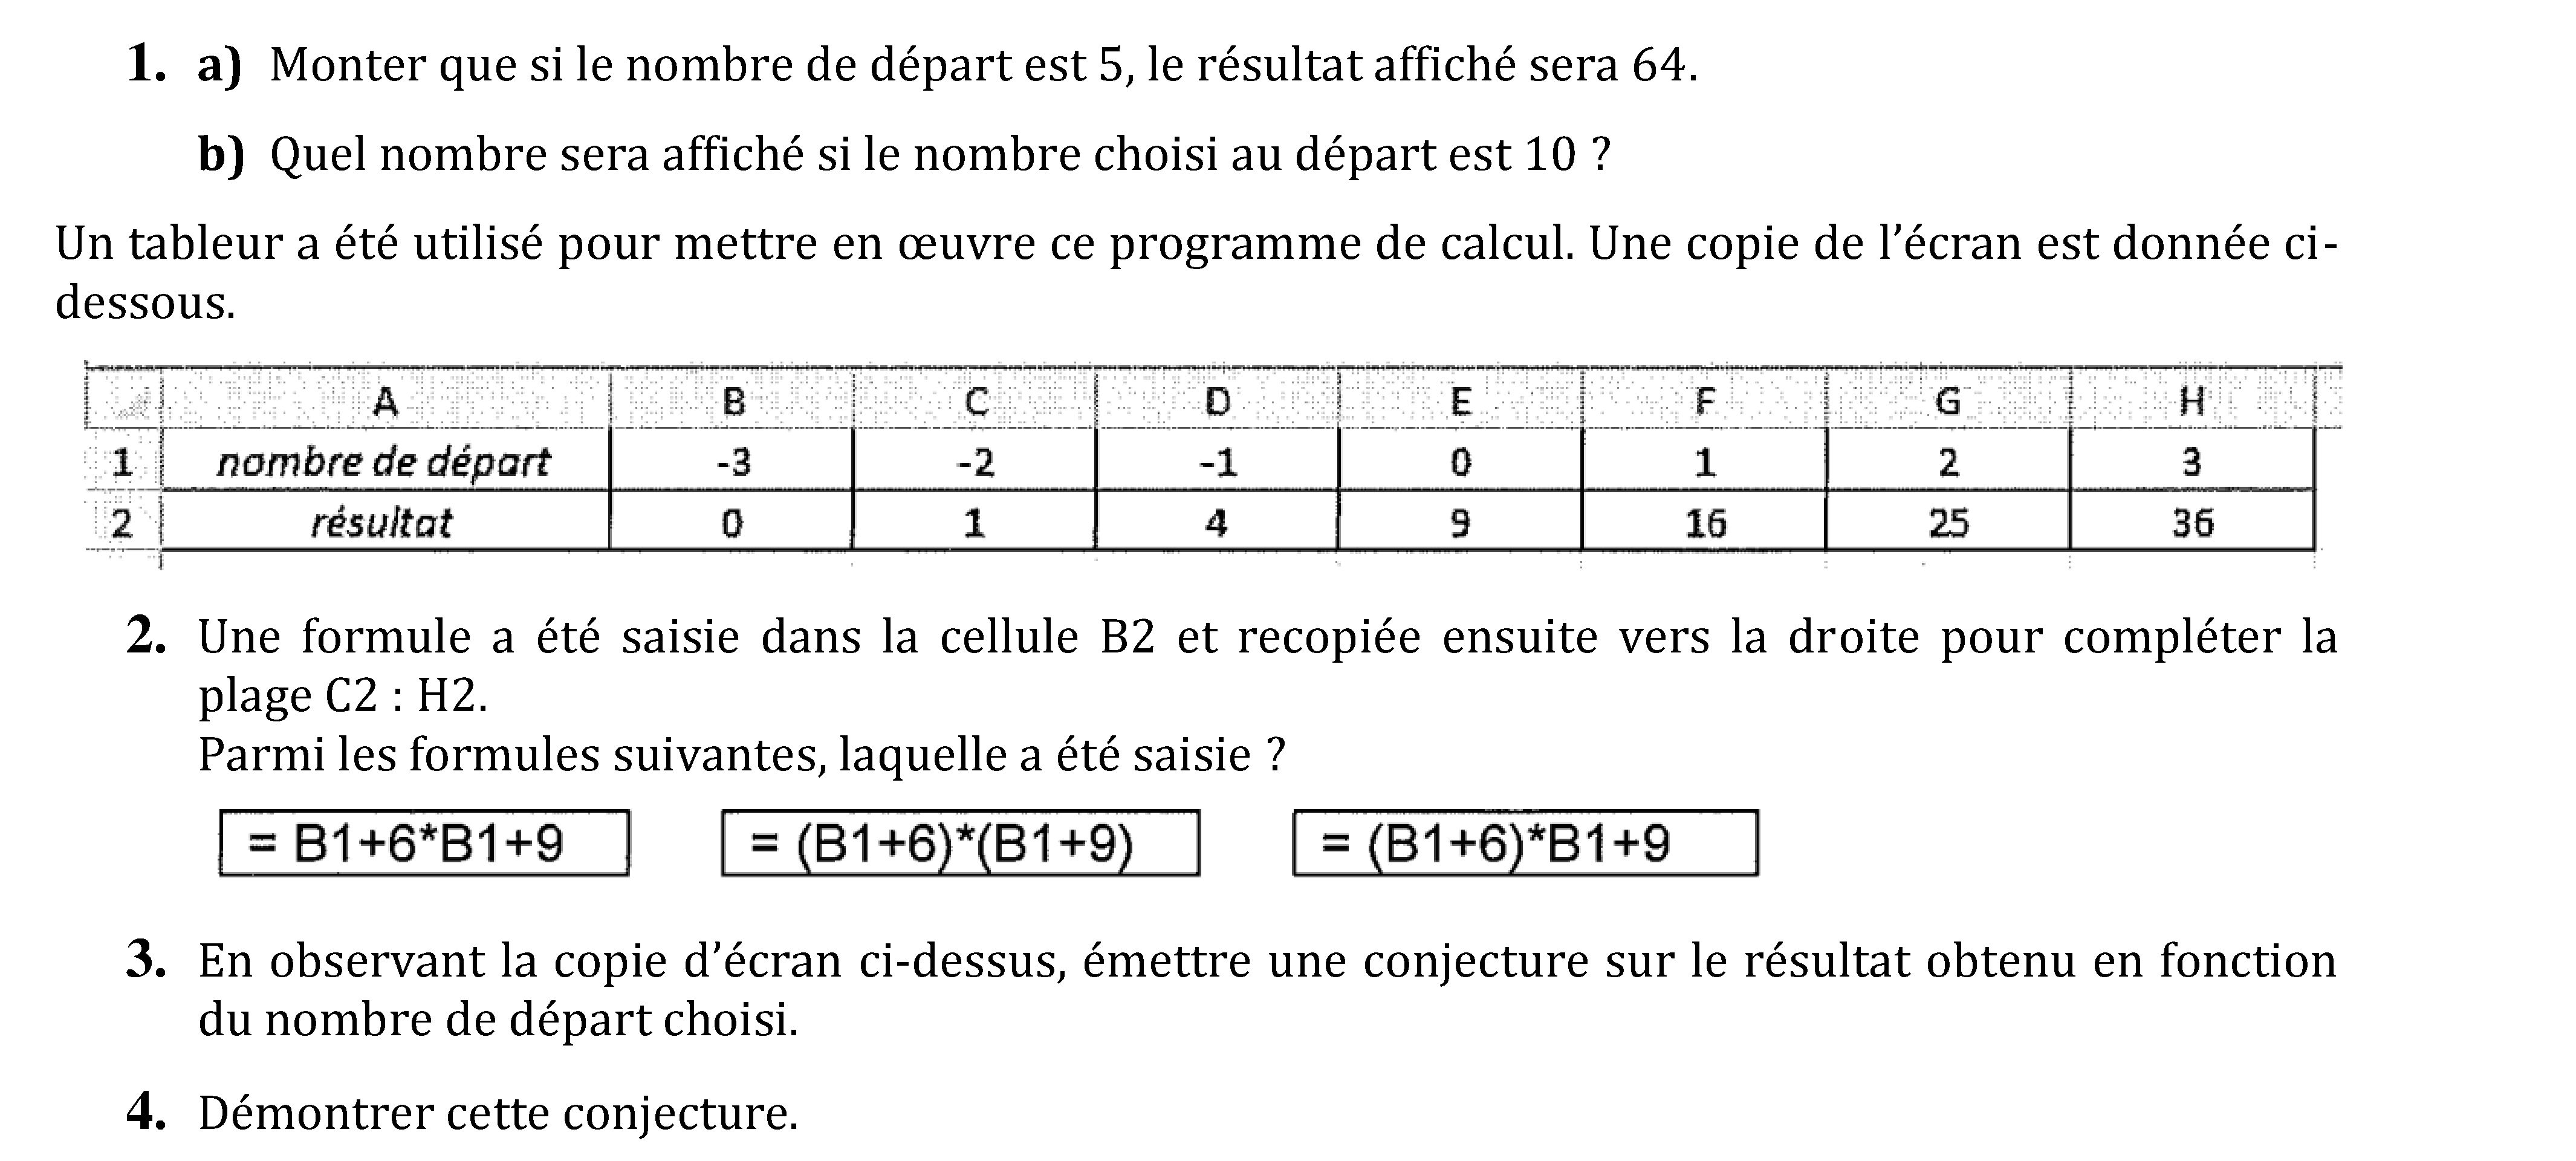 1. a) Monter que si le nombre de départ est 5, le résultat affiché sera 64.
b) Quel nombre sera affiché si le nombre choisi au départ est 10 ?
Un tableur a été utilisé pour mettre en œuvre ce programme de calcul. Une copie de l’écran est donnée ci-
dessous.
A B C D E F G H
1 nombre de départ -3 -2 -1 0 1 2 3
2 résultat 0 1 4 9 16 25 36
2. Une formule a été saisie dans la cellule B2 et recopiée ensuite vers la droite pour compléter la
plage C2 : H2.
Parmi les formules suivantes, laquelle a été saisie ?
= B1+6*B1+9 = (B1+6)*(B1+9) = (B1+6)*B1+9
3. En observant la copie d’écran ci-dessus, émettre une conjecture sur le résultat obtenu en fonction
du nombre de départ choisi.
4. Démontrer cette conjecture.